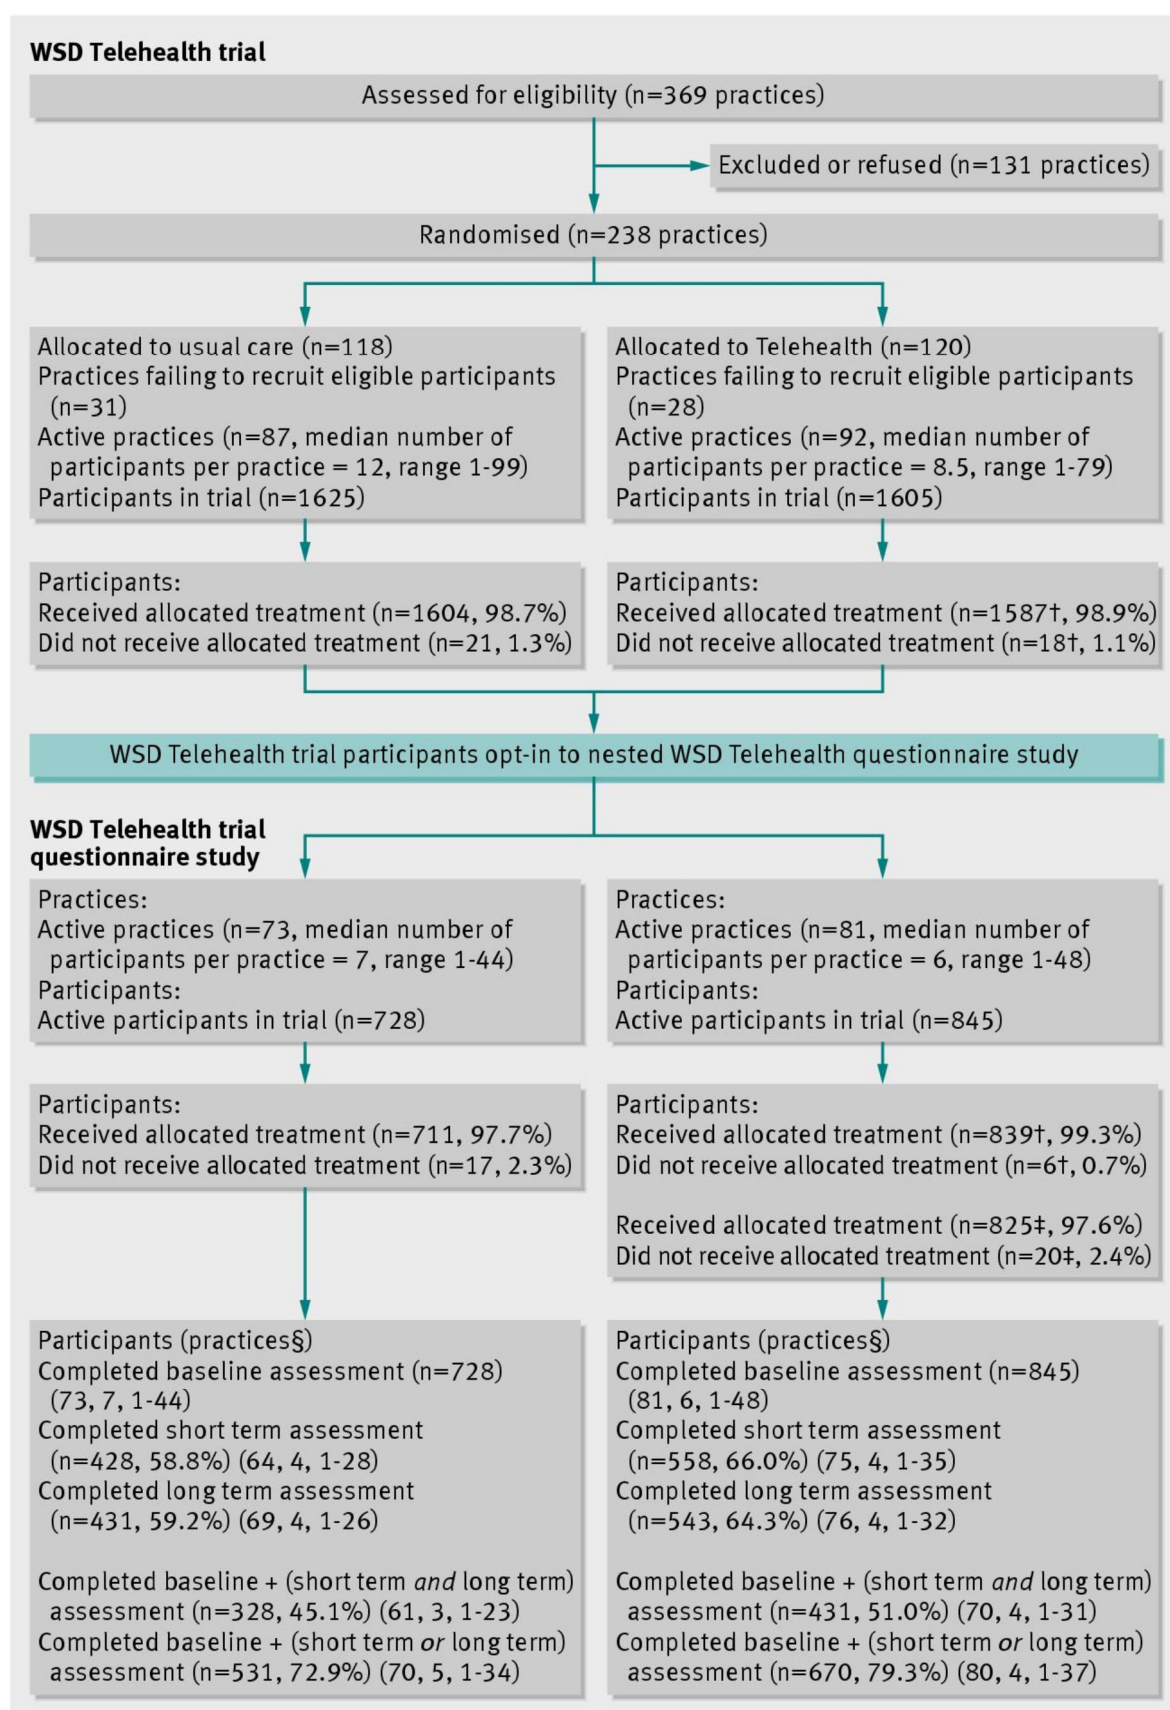 WSD Telehealth trial
Assessed for eligibility (n=369 practices)
Excluded or refused (n=131 practices)
Randomised (n=238 practices)
Allocated to usual care (n=118)
Practices failing to recruit eligible participants
(n=31)
Active practices (n=87, median number of
participants per practice = 12, range 1-99)
Participants in trial (n=1625)
Allocated to Telehealth (n=120)
Practices failing to recruit eligible participants
(n=28)
Active practices (n=92, median number of
participants per practice = 8.5, range 1-79)
Participants in trial (n=1605)
Participants:
Received allocated treatment (n=1604, 98.7%)
Did not receive allocated treatment (n=21, 1.3%)
Participants:
Received allocated treatment (n=1587†, 98.9%)
Did not receive allocated treatment (n=18†, 1.1%)
WSD Telehealth trial participants opt-in to nested WSD Telehealth questionnaire study
WSD Telehealth trial
questionnaire study
Practices:
Active practices (n=73, median number of
participants per practice = 7, range 1-44)
Participants:
Active participants in trial (n=728)
Practices:
Active practices (n=81, median number of
participants per practice = 6, range 1-48)
Participants:
Active participants in trial (n=845)
Participants:
Received allocated treatment (n=711, 97.7%)
Did not receive allocated treatment (n=17, 2.3%)
Participants:
Received allocated treatment (n=839†, 99.3%)
Did not receive allocated treatment (n=6†, 0.7%)
Received allocated treatment (n=825‡, 97.6%)
Did not receive allocated treatment (n=20‡, 2.4%)
Participants (practices§)
Completed baseline assessment (n=728)
(73, 7, 1-44)
Completed short term assessment
(n=428, 58.8%) (64, 4, 1-28)
Completed long term assessment
(n=431, 59.2%) (69, 4, 1-26)
Completed baseline + (short term and long term)
assessment (n=328, 45.1%) (61, 3, 1-23)
Completed baseline + (short term or long term)
assessment (n=531, 72.9%) (70, 5, 1-34)
Participants (practices§)
Completed baseline assessment (n=845)
(81, 6, 1-48)
Completed short term assessment
(n=558, 66.0%) (75, 4, 1-35)
Completed long term assessment
(n=543, 64.3%) (76, 4, 1-32)
Completed baseline + (short term and long term)
assessment (n=431, 51.0%) (70, 4, 1-31)
Completed baseline + (short term or long term)
assessment (n=670, 79.3%) (80, 4, 1-37)